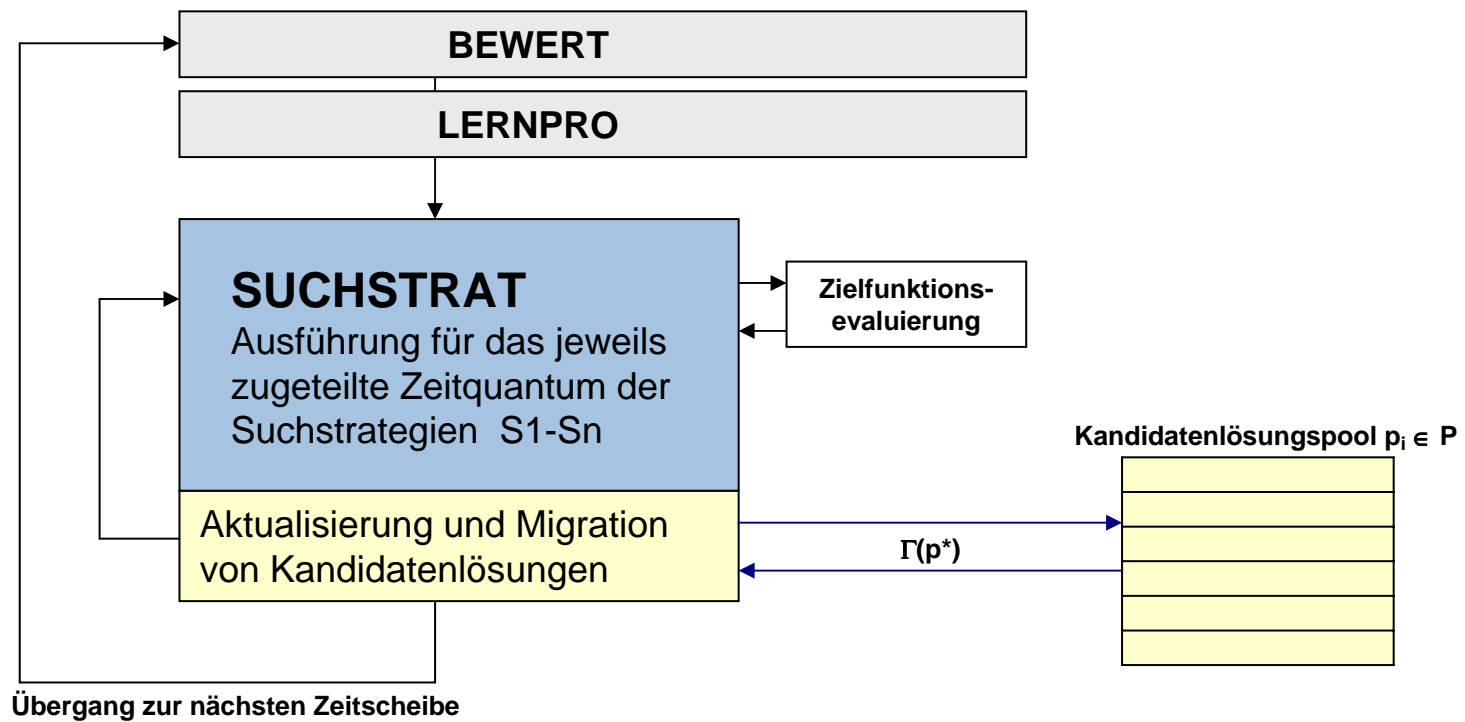 BEWERT
LERNPRO
SUCHSTRAT
Ausführung für das jeweils
zugeteilte Zeitquantum der
Suchstrategien S1-Sn
Zielfunktions-
evaluierung
Kandidatenlösungspool pᵢ ∈ P
Aktualisierung und Migration
von Kandidatenlösungen
Γ(p*)
Übergang zur nächsten Zeitscheibe